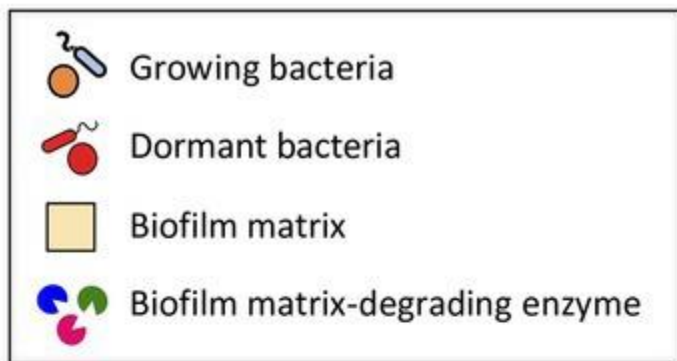 Growing bacteria
Dormant bacteria
Biofilm matrix
Biofilm matrix-degrading enzyme